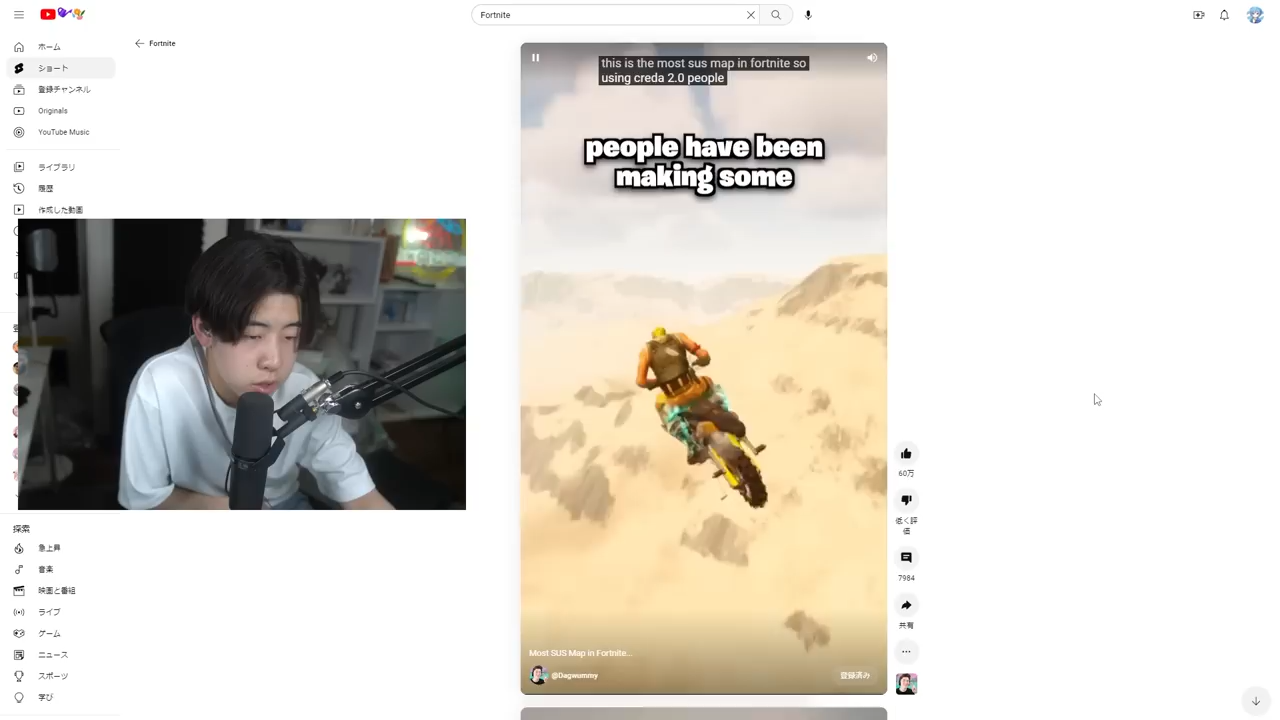 Fortnite
Fortnite
ホーム
ショート
登録チャンネル
Originals
YouTube Music
ライブラリ
履歴
作成した動画
探索
急上昇
音楽
映画と番組
ライブ
ゲーム
ニュース
スポーツ
学び
this is the most sus map in fortnite so
using creda 2.0 people
people have been
making some
Most SUS Map in Fortnite...
@Dagwummy
登録済み
60万
低く評
価
7984
共有